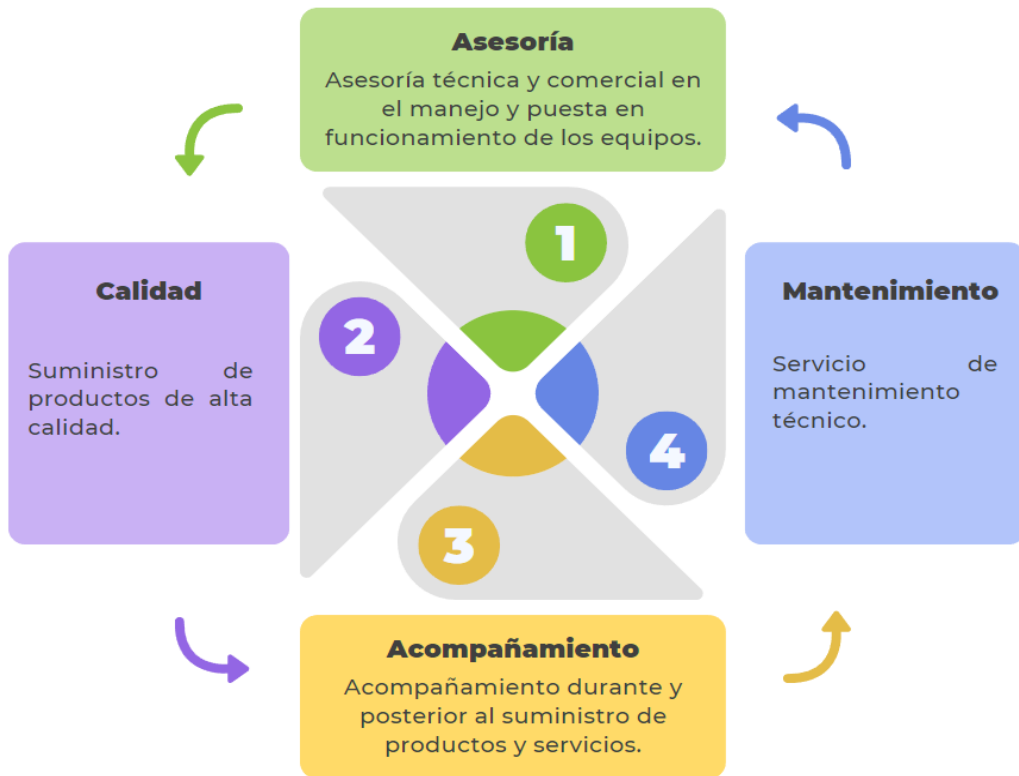 Asesoría
Asesoría técnica y comercial en
el manejo y puesta en
funcionamiento de los equipos.
1
Calidad
Suministro de
productos de alta
calidad.
2
3
Acompañamiento
Acompañamiento durante y
posterior al suministro de
productos y servicios.
4
Mantenimiento
Servicio de
mantenimiento
técnico.